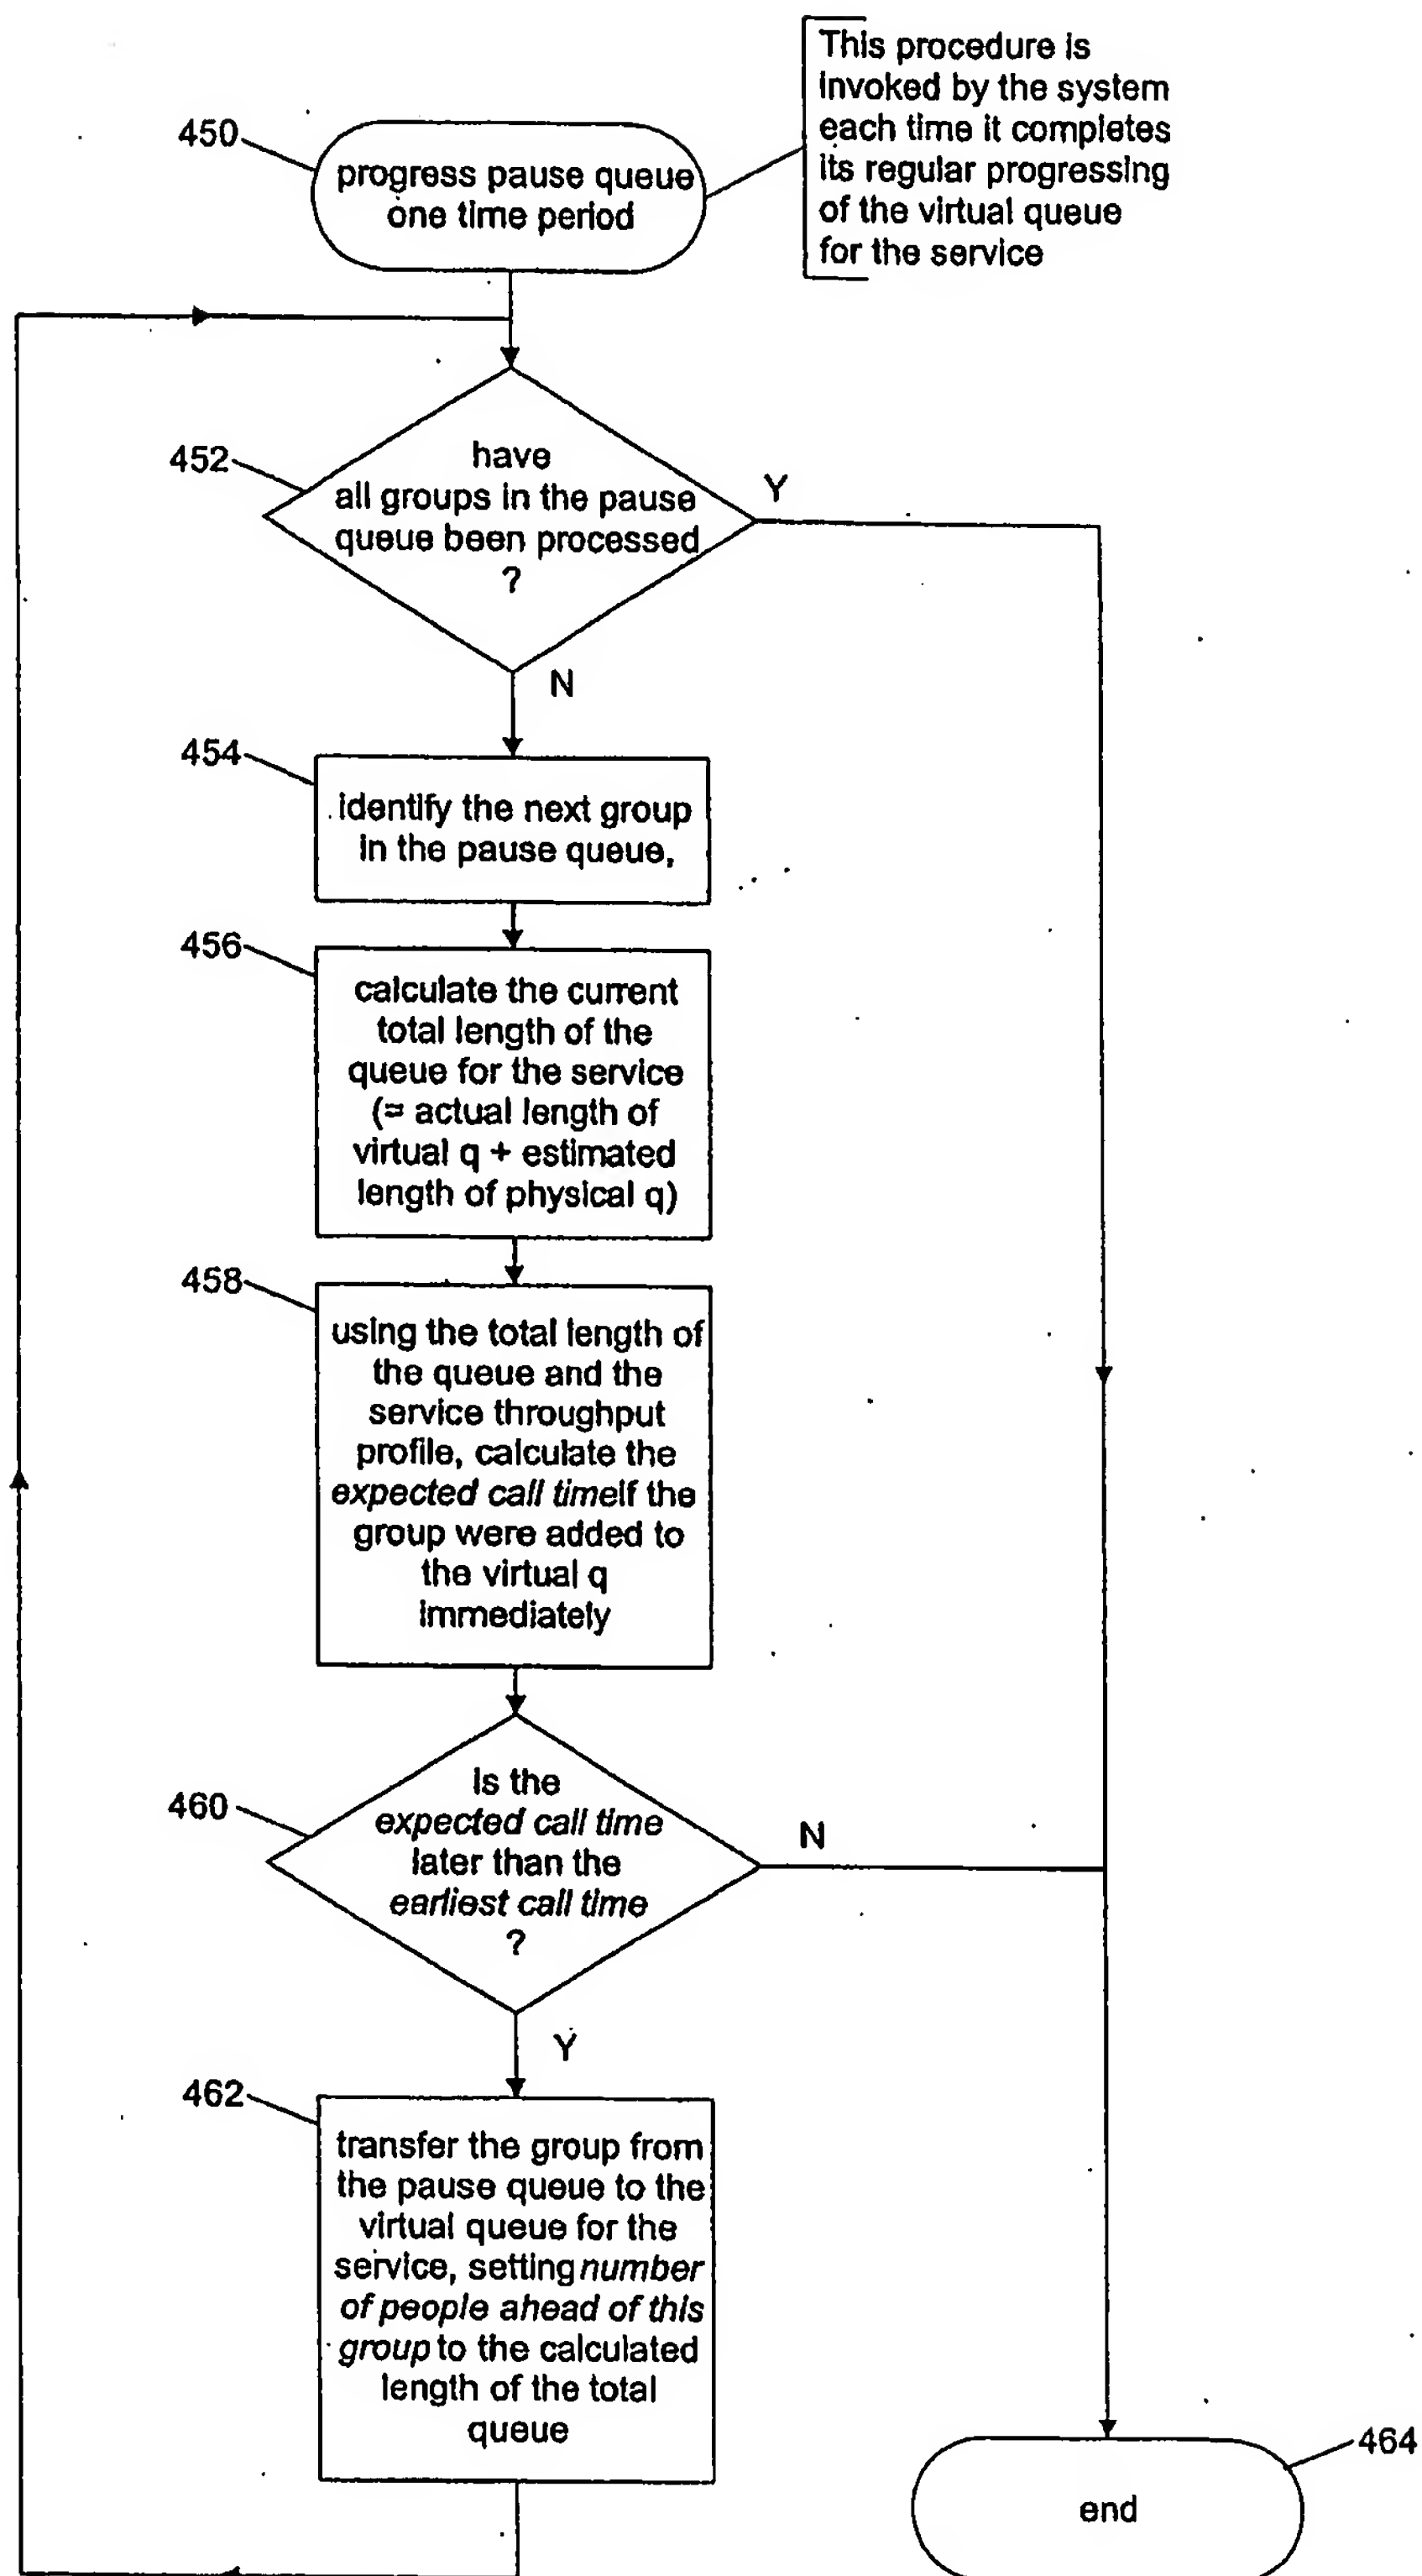 This procedure is
invoked by the system
each time it completes
its regular progressing
of the virtual queue
for the service
450
progress pause queue
one time period
452
have
all groups in the pause
queue been processed
?
Y
N
454
identify the next group
in the pause queue,
456
calculate the current
total length of the
queue for the service
(= actual length of
virtual q + estimated
length of physical q)
458
using the total length of
the queue and the
service throughput
profile, calculate the
expected call time if the
group were added to
the virtual q
immediately
460
is the
expected call time
later than the
earliest call time
?
N
Y
462
transfer the group from
the pause queue to the
virtual queue for the
service, setting number
of people ahead of this
group to the calculated
length of the total
queue
464
end